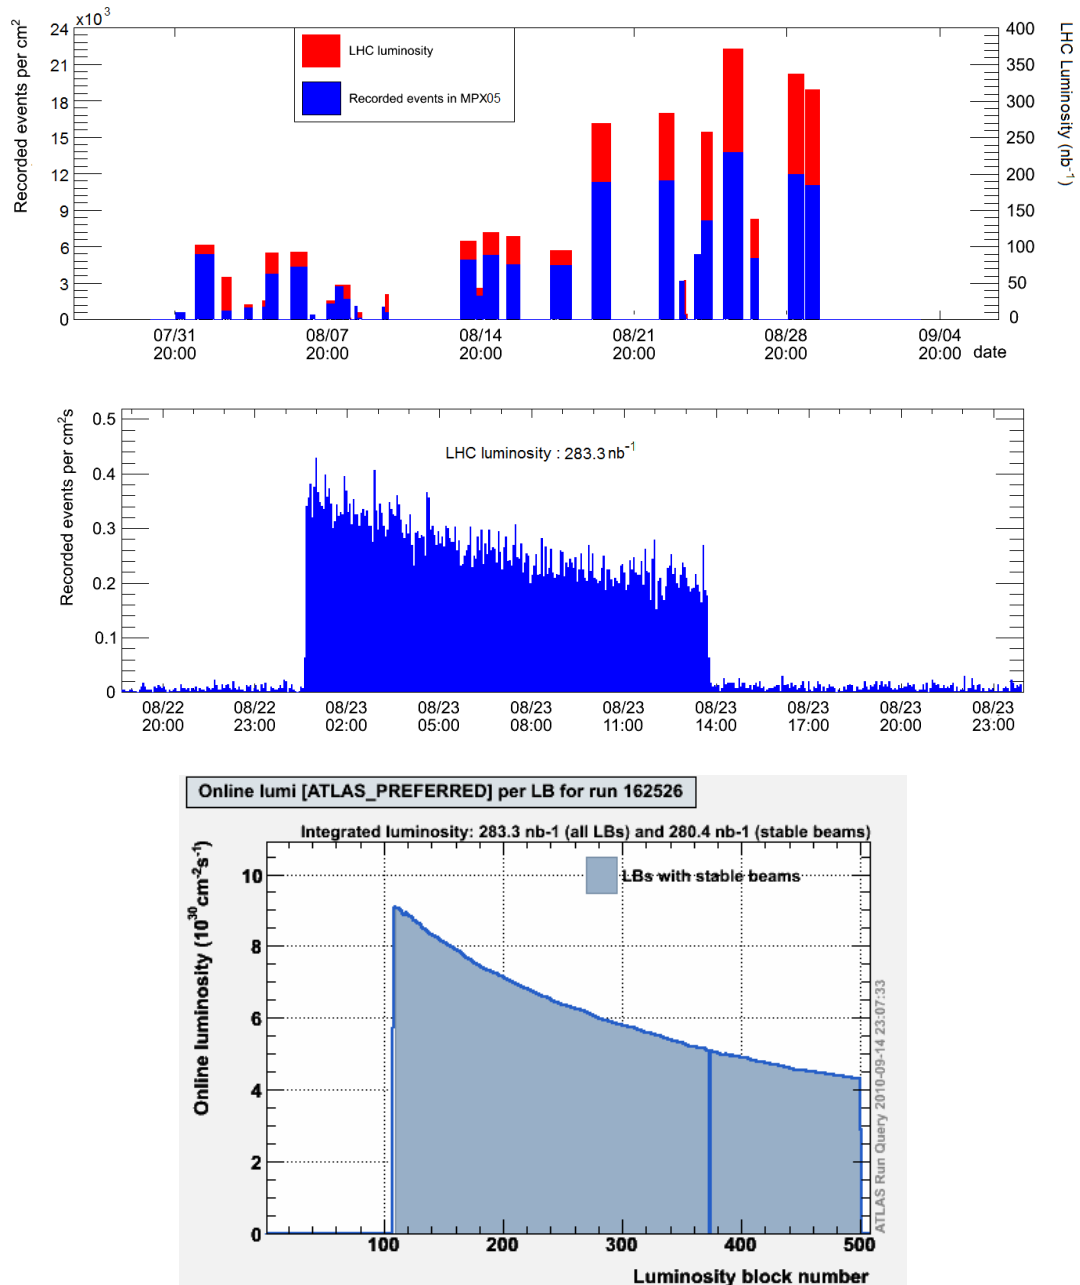 ×10³
Recorded events per cm²
24
21
18
15
12
9
6
3
0
LHC luminosity
Recorded events in MPX05
400
350
300
250
200
150
100
50
0
LHC Luminosity (nb⁻¹)
07/31 08/07 08/14 08/21 08/28 09/04
20:00 20:00 20:00 20:00 20:00 20:00 date
Recorded events per cm²s
0.5
0.4
0.3
0.2
0.1
0
LHC luminosity : 283.3 nb⁻¹
08/22 08/22 08/23 08/23 08/23 08/23 08/23 08/23 08/23 08/23
20:00 23:00 02:00 05:00 08:00 11:00 14:00 17:00 20:00 23:00
Online lumi [ATLAS_PREFERRED] per LB for run 162526
Integrated luminosity: 283.3 nb-1 (all LBs) and 280.4 nb-1 (stable beams)
Online luminosity (10³⁰ cm⁻²s⁻¹)
10
8
6
4
2
0
LBs with stable beams
100 200 300 400 500
Luminosity block number
ATLAS Run Query 2010-09-14 23:07:33